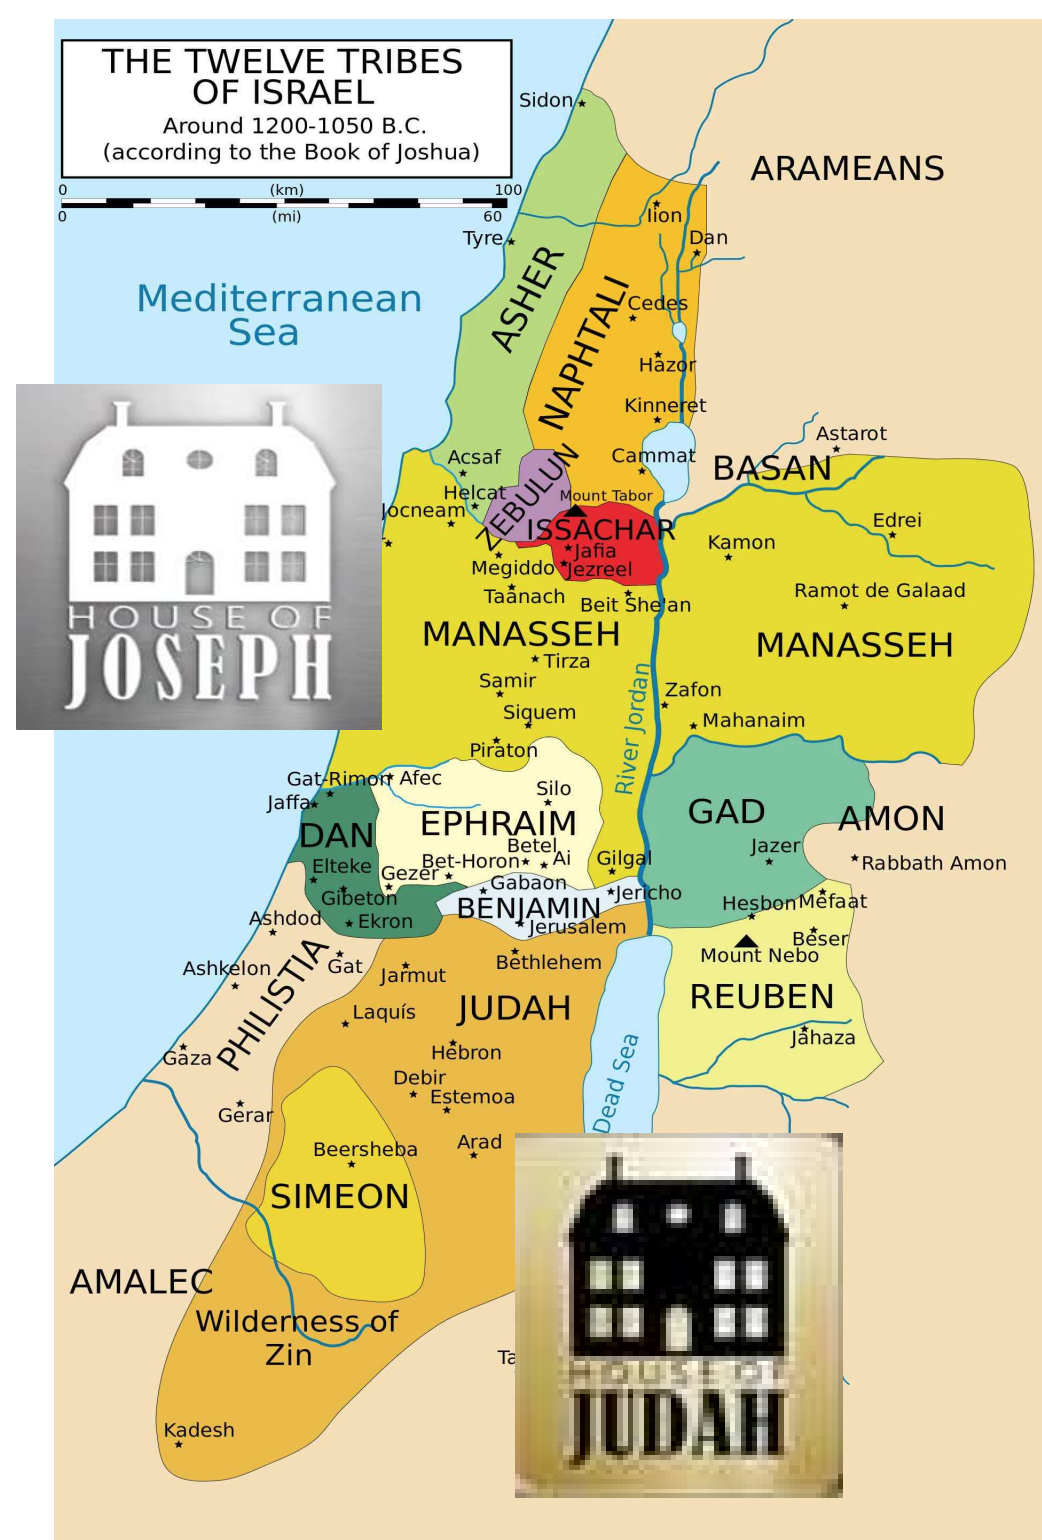 THE TWELVE TRIBES
OF ISRAEL
Around 1200-1050 B.C.
(according to the Book of Joshua)
0 (km) 100
0 (mi) 60
Sidon
ARAMEANS
Iion
Tyre
Dan
ASHER
Mediterranean
Sea
NAPHTALI
Cedes
Hazor
Kinneret
Astarot
Acsaf
Cammat
BASAN
ZEBULUN
Helcat
Mount Tabor
Jocneam
ISSACHAR
Edrei
Kamon
Jafia
Megiddo
Jezreel
Taanach
Beit She'an
Ramot de Galaad
HOUSE OF
JOSEPH
MANASSEH
MANASSEH
Tirza
Samir
Zafon
River Jordan
Siquem
Mahanaim
Piraton
Gat-Rimon
Afec
Silo
Jaffa
DAN
EPHRAIM
GAD
AMON
Betel
Jazer
Elteke
Bet-Horon
Ai
Gilgal
Rabbath Amon
Gezer
Gabaon
Gibeton
Jericho
BENJAMIN
Hesbon
Mefaat
Ashdod
Ekron
Jerusalem
Beser
Mount Nebo
Ashkelon
Gat
Jarmut
Bethlehem
PHILISTIA
Laquís
JUDAH
REUBEN
Jahaza
Gaza
Hebron
Dead Sea
Debir
Estemoa
Gerar
Beersheba
Arad
SIMEON
AMALEC
Wilderness of
Zin
Ta
HOUSE OF
JUDAH
Kadesh